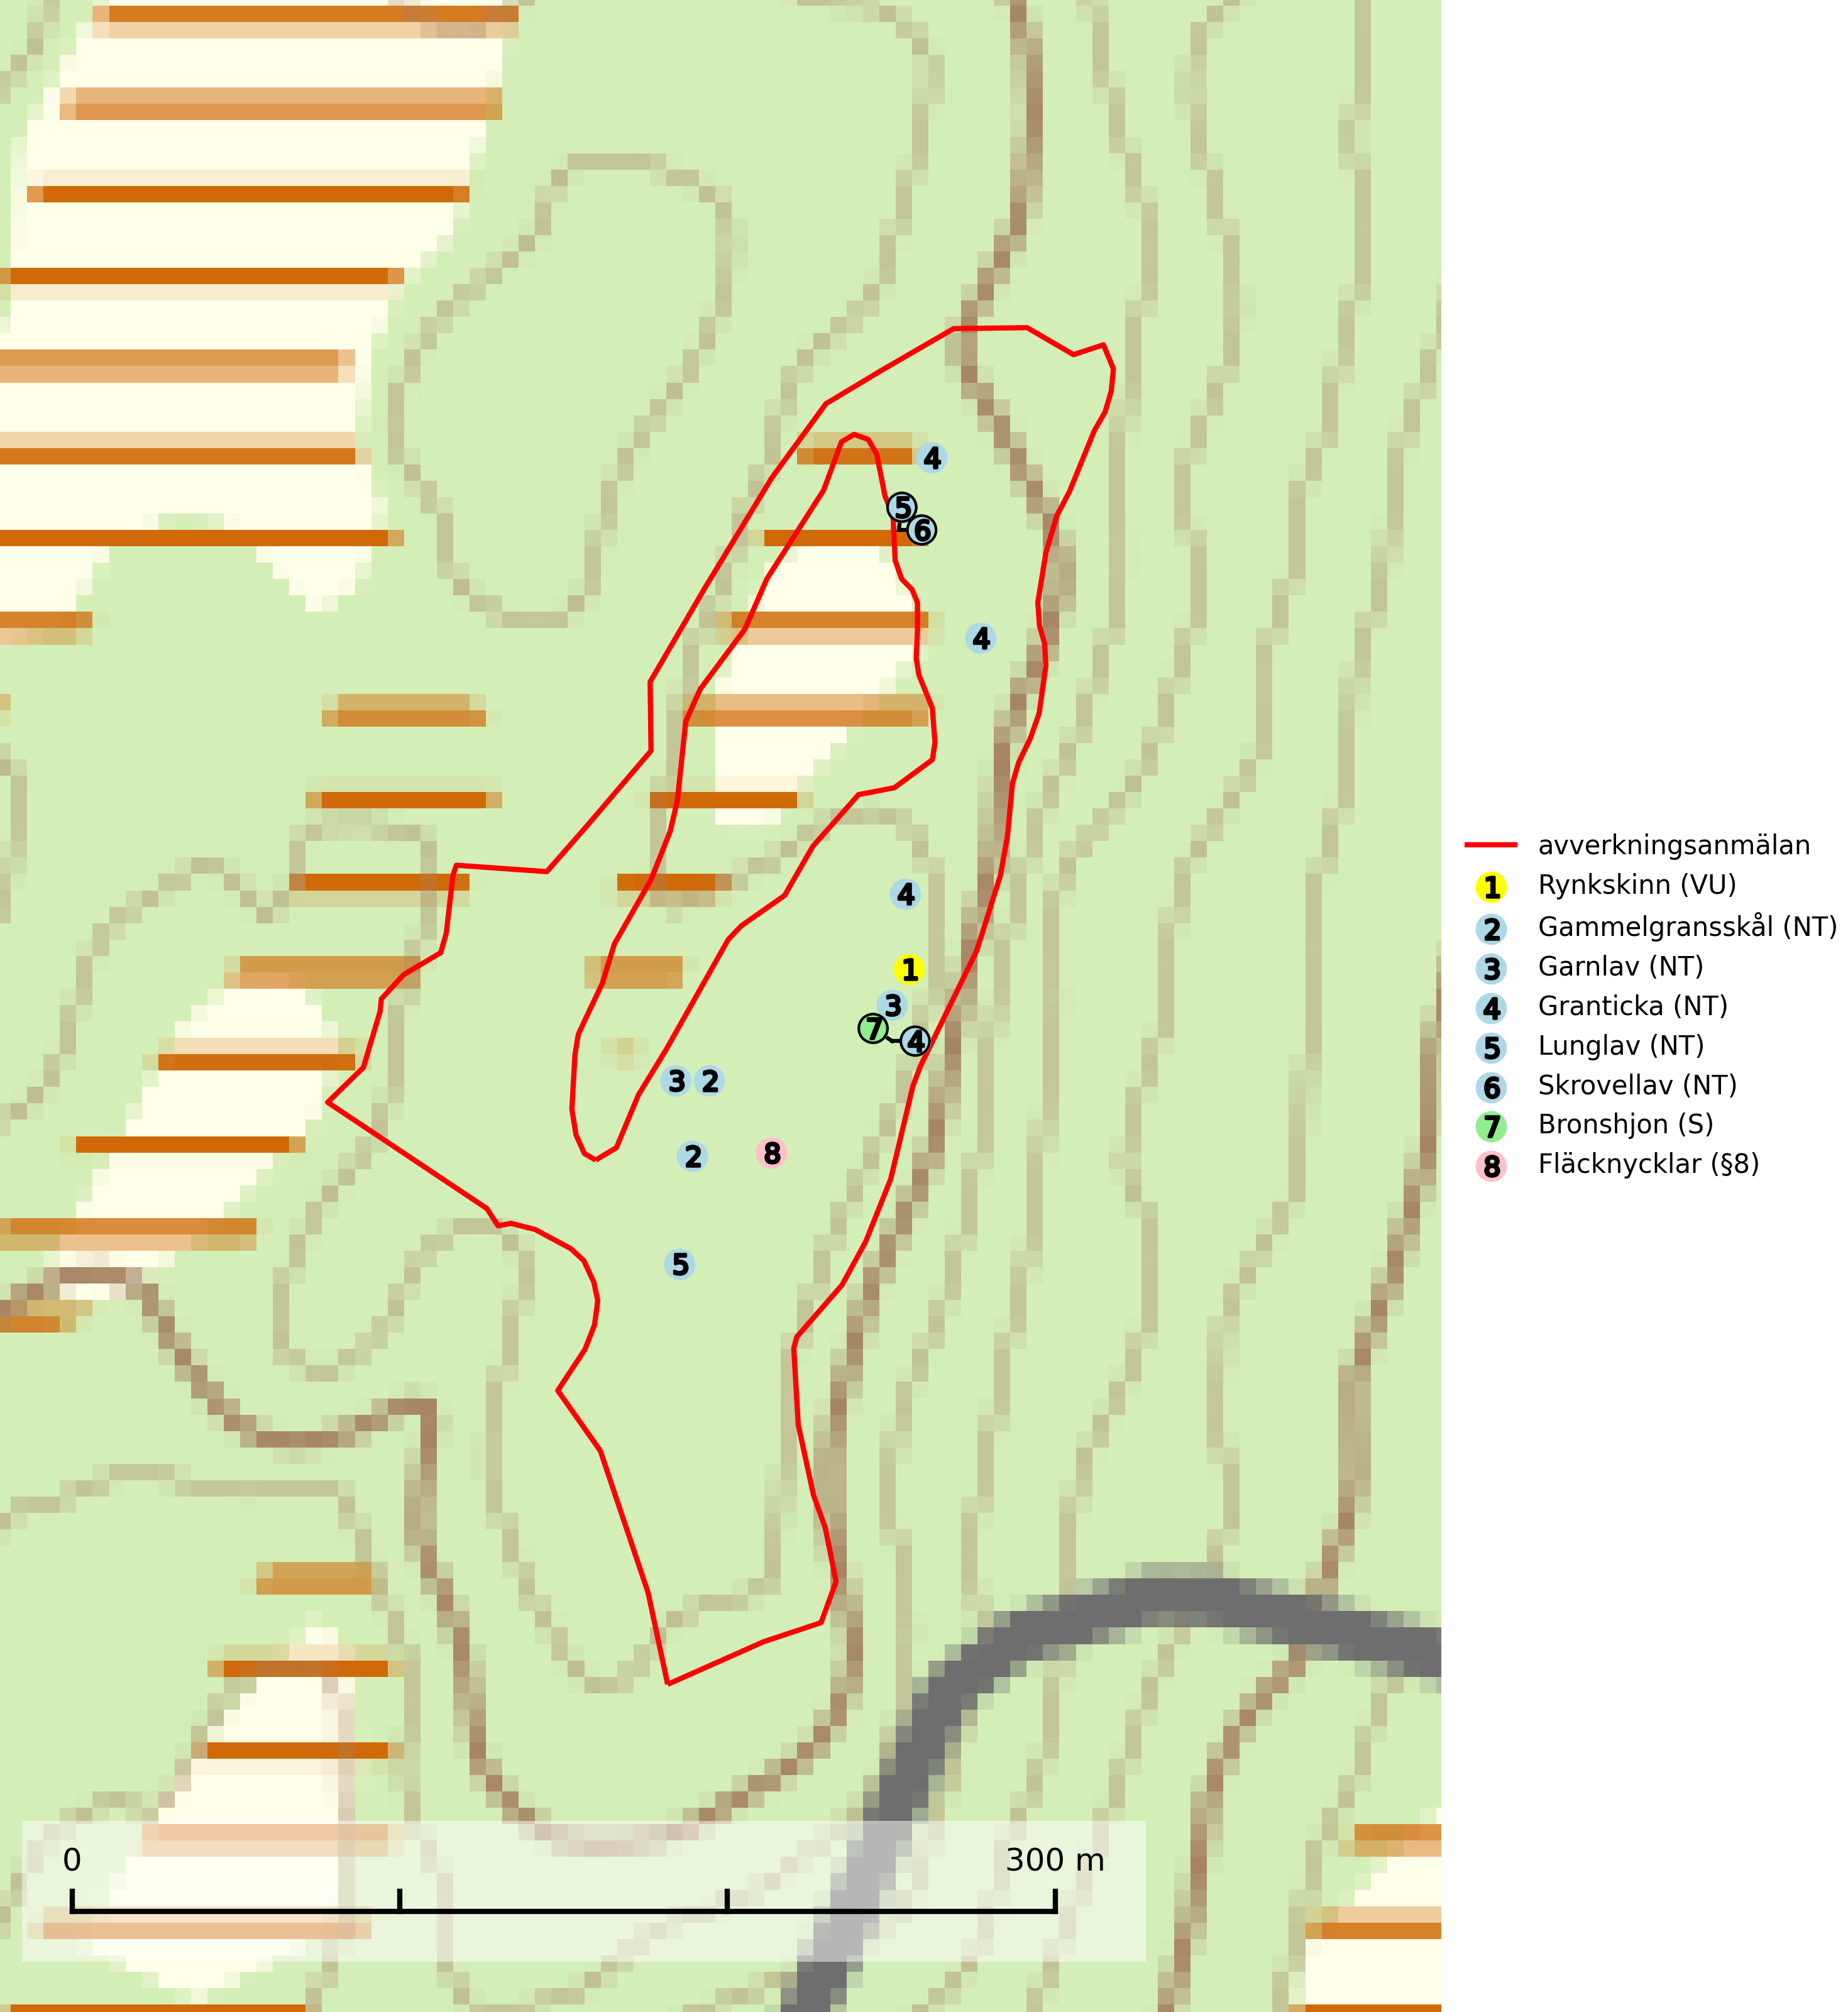 4
5
6
4
4
1
3
7
4
3 2
2 8
5
avverkningsanmälan
1 Rynkskinn (VU)
2 Gammelgransskål (NT)
3 Garnlav (NT)
4 Granticka (NT)
5 Lunglav (NT)
6 Skrovellav (NT)
7 Bronshjon (S)
8 Fläcknycklar (§8)
0 300 m